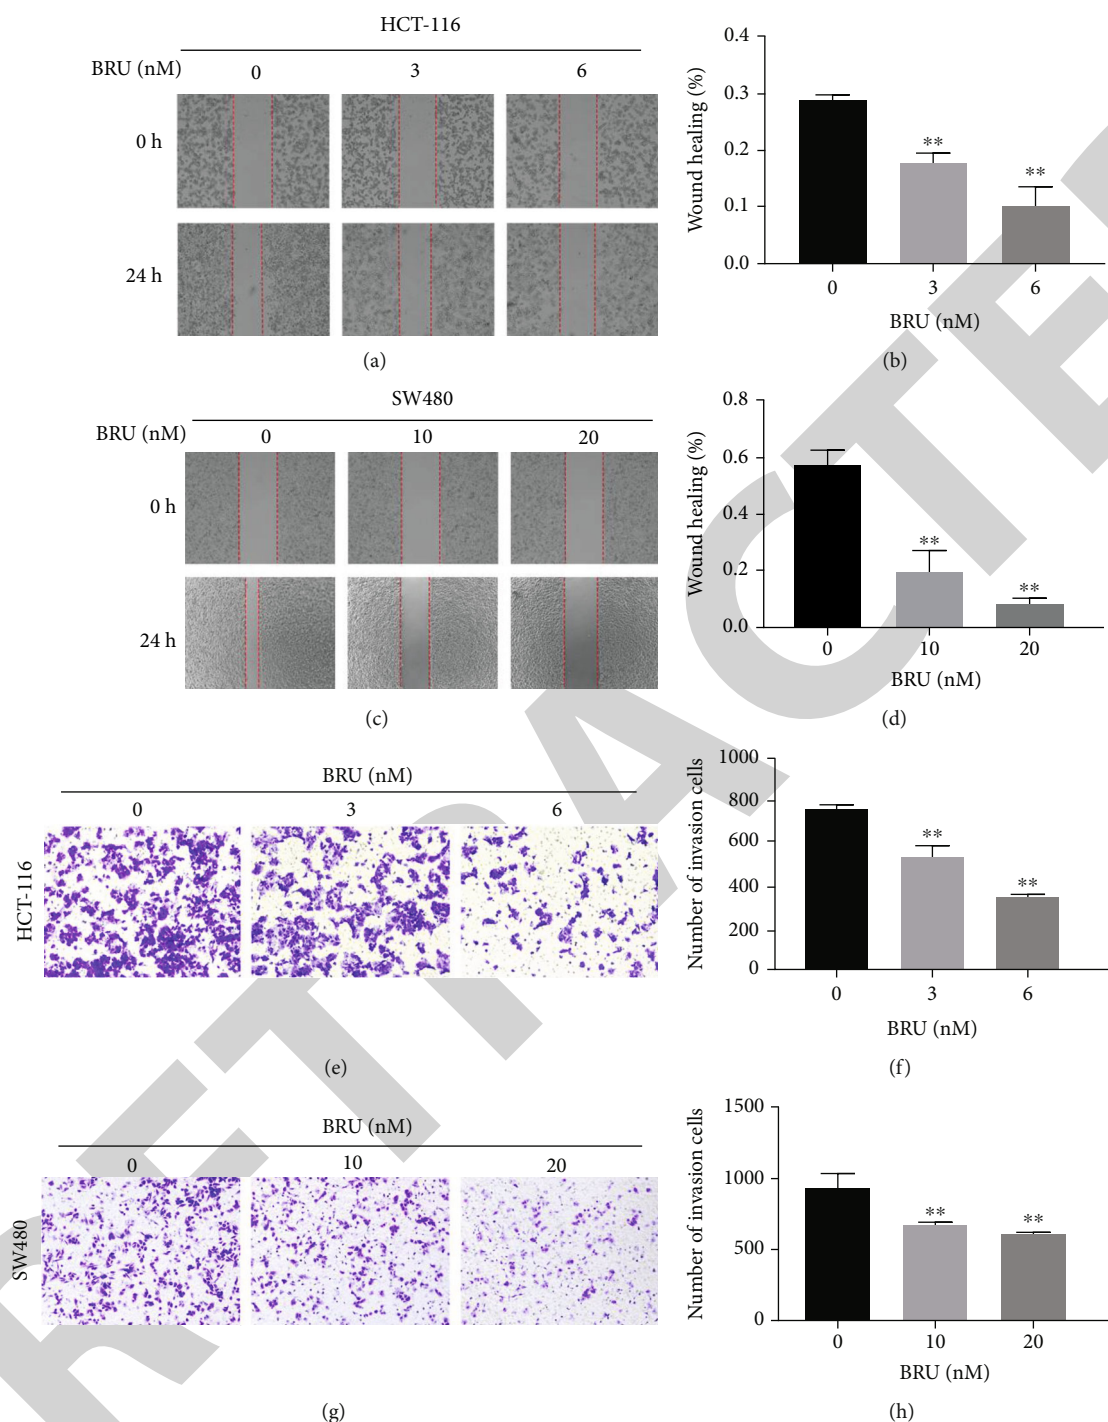 HCT-116
BRU (nM)
0
3
6
0 h
24 h
(a)
Wound healing (%)
0.4
0.3
0.2
0.1
0.0
**
**
0
3
6
BRU (nM)
(b)
SW480
BRU (nM)
0
10
20
0 h
24 h
(c)
Wound healing (%)
0.8
0.6
0.4
0.2
0.0
**
**
0
10
20
BRU (nM)
(d)
BRU (nM)
0
3
6
HCT-116
(e)
Number of invasion cells
1000
800
600
400
200
0
**
**
0
3
6
BRU (nM)
(f)
BRU (nM)
0
10
20
SW480
(g)
Number of invasion cells
1500
1000
500
0
**
**
0
10
20
BRU (nM)
(h)
RETRACTE